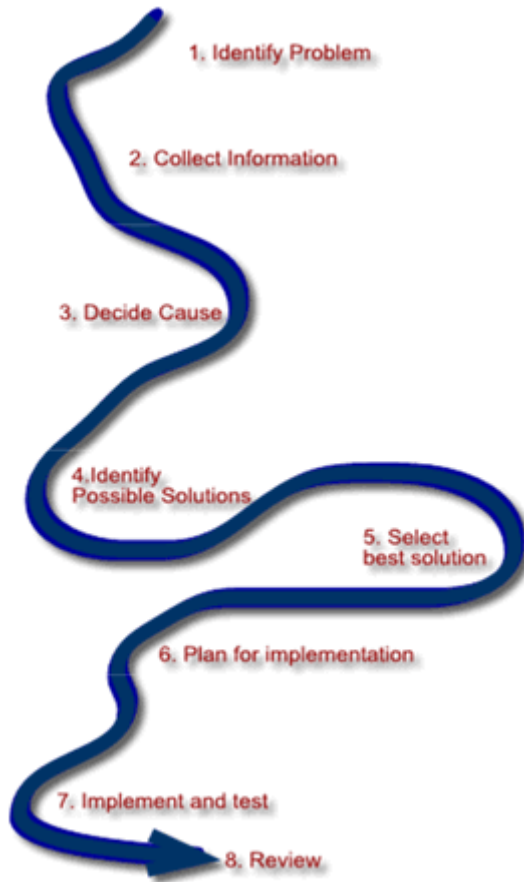 1. Identify Problem
2. Collect Information
3. Decide Cause
4.Identify
Possible Solutions
5. Select
best solution
6. Plan for implementation
7. Implement and test
8. Review